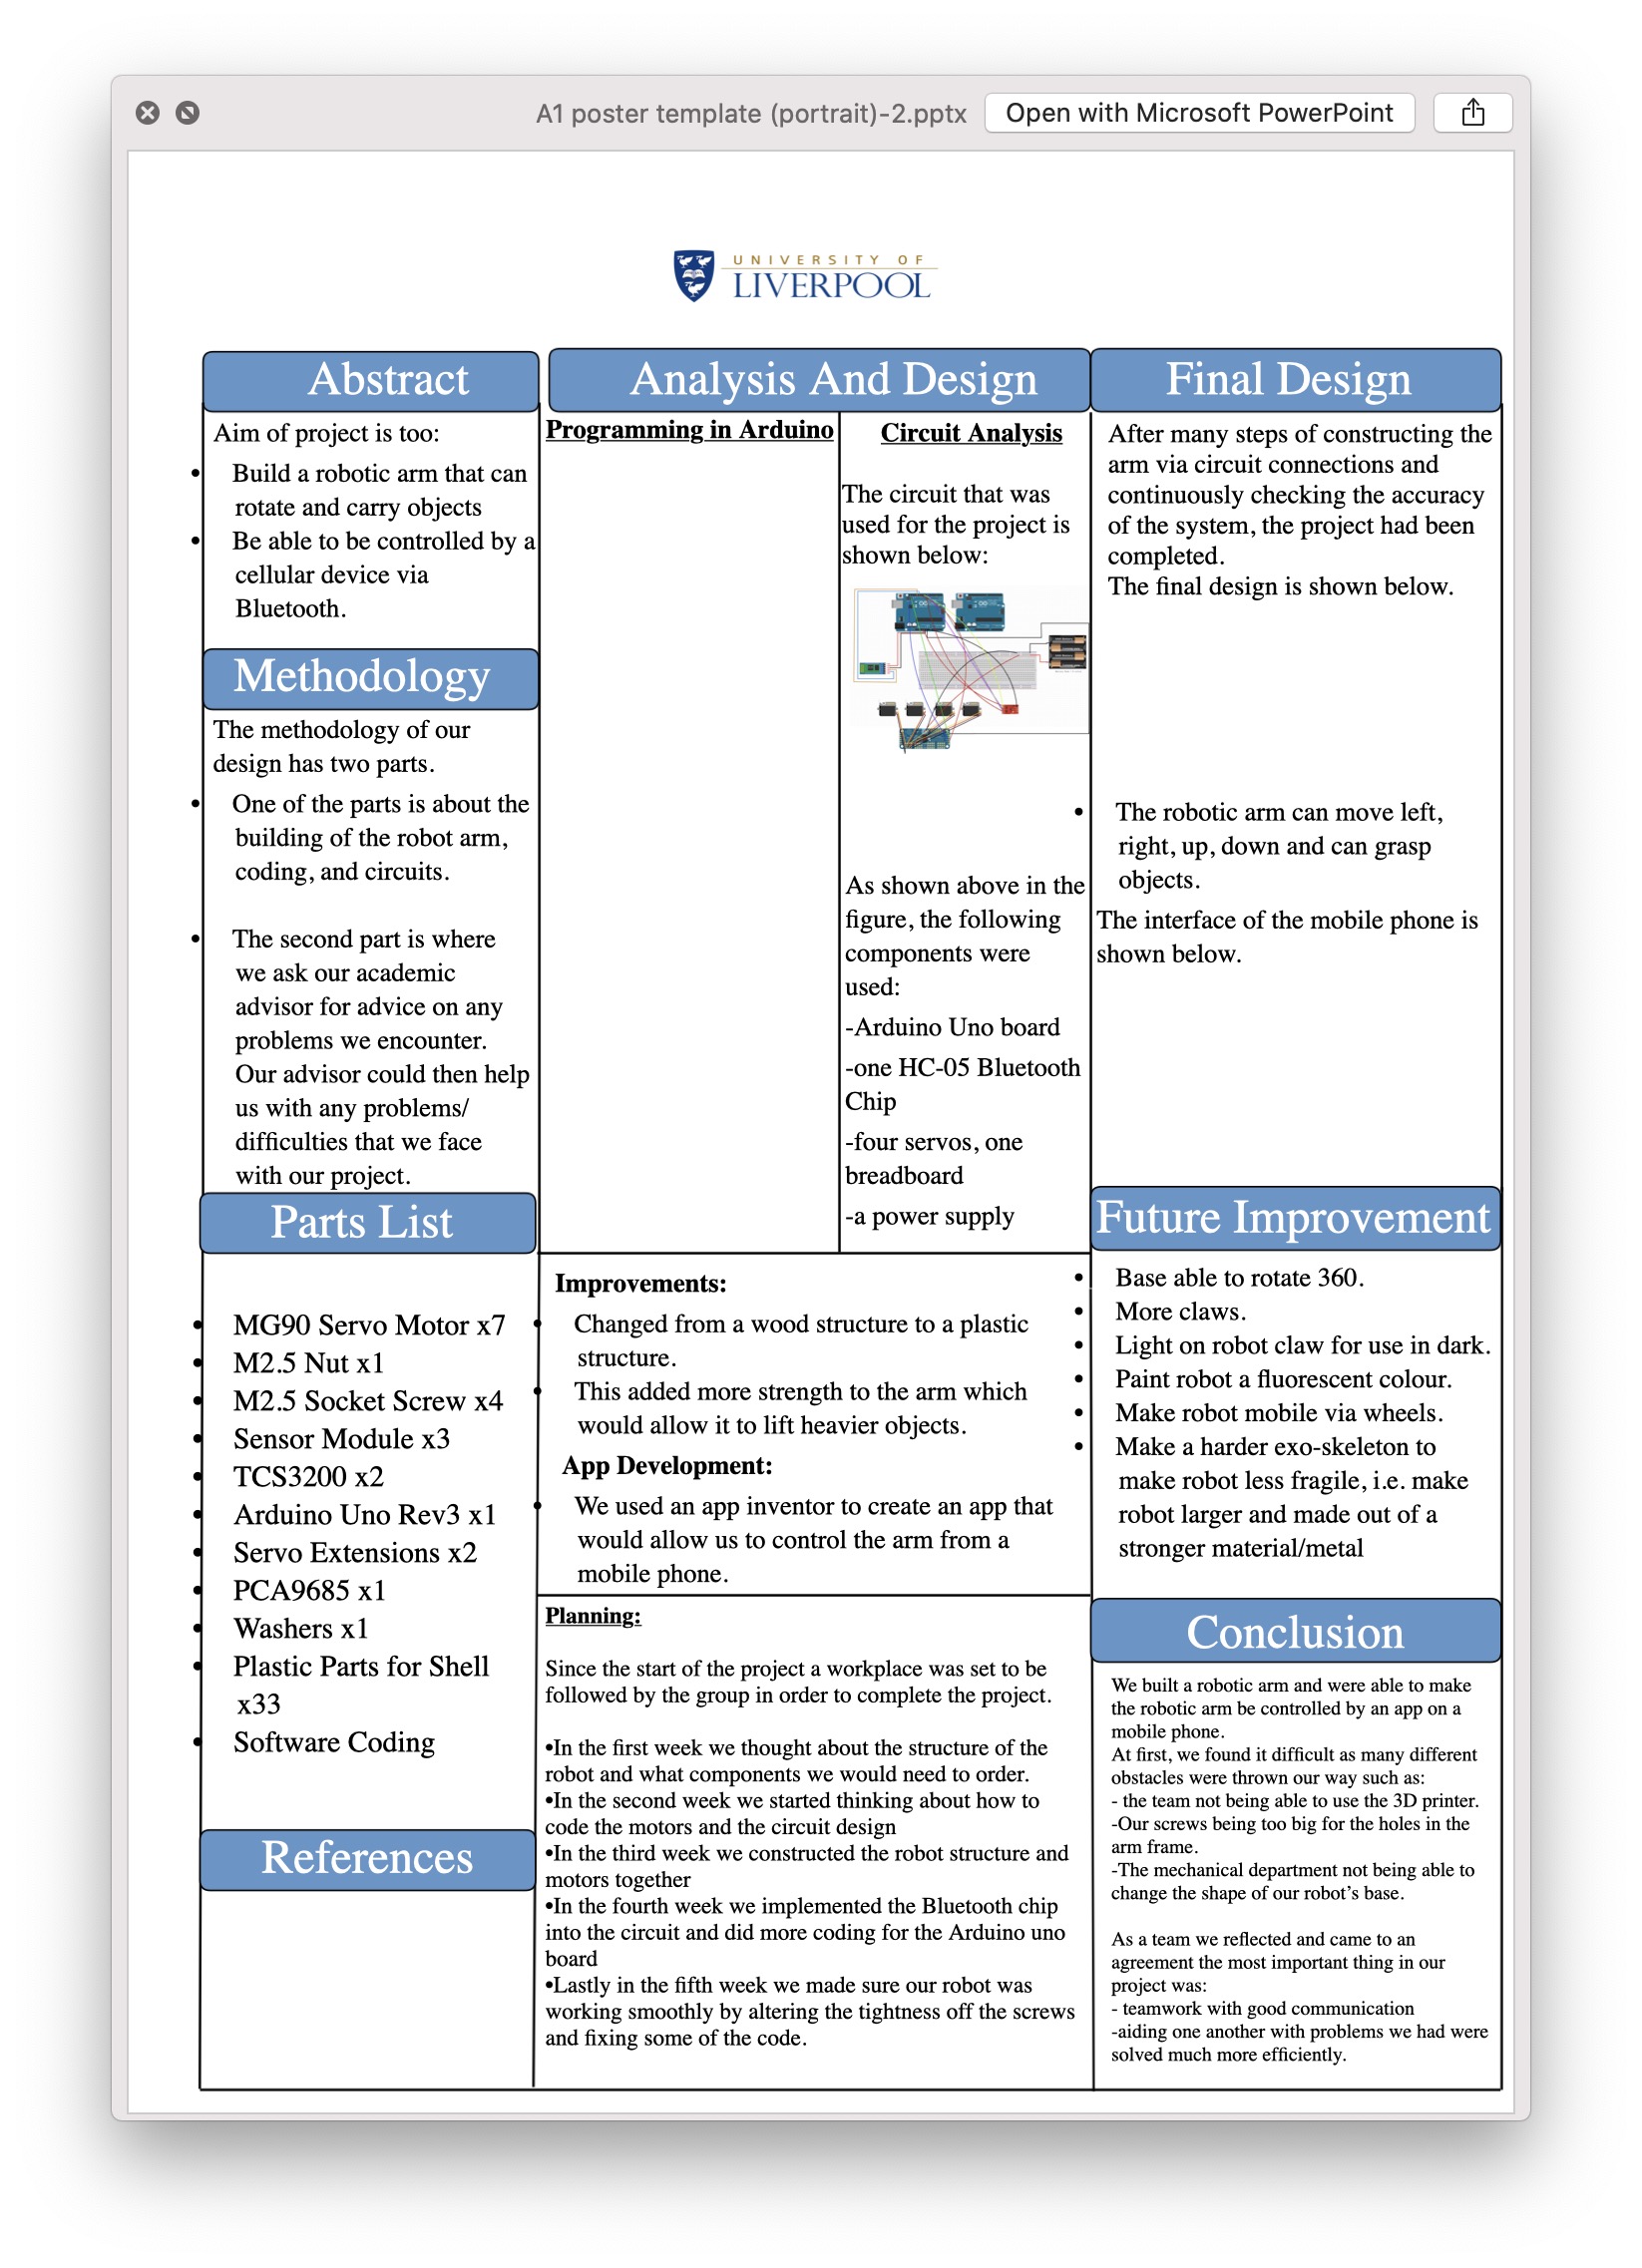 A1 poster template (portrait)-2.pptx
Open with Microsoft PowerPoint
UNIVERSITY OF
LIVERPOOL
Abstract
Aim of project is too:
• Build a robotic arm that can
rotate and carry objects
• Be able to be controlled by a
cellular device via
Bluetooth.
Methodology
The methodology of our
design has two parts.
• One of the parts is about the
building of the robot arm,
coding, and circuits.
• The second part is where
we ask our academic
advisor for advice on any
problems we encounter.
Our advisor could then help
us with any problems/
difficulties that we face
with our project.
Parts List
• MG90 Servo Motor x7
• M2.5 Nut x1
• M2.5 Socket Screw x4
• Sensor Module x3
• TCS3200 x2
• Arduino Uno Rev3 x1
• Servo Extensions x2
• PCA9685 x1
• Washers x1
• Plastic Parts for Shell
x33
• Software Coding
References
Analysis And Design
Programming in Arduino
Circuit Analysis
The circuit that was
used for the project is
shown below:
As shown above in the
figure, the following
components were
used:
-Arduino Uno board
-one HC-05 Bluetooth
Chip
-four servos, one
breadboard
-a power supply
Improvements:
• Changed from a wood structure to a plastic
structure.
• This added more strength to the arm which
would allow it to lift heavier objects.
App Development:
• We used an app inventor to create an app that
would allow us to control the arm from a
mobile phone.
Planning:
Since the start of the project a workplace was set to be
followed by the group in order to complete the project.
•In the first week we thought about the structure of the
robot and what components we would need to order.
•In the second week we started thinking about how to
code the motors and the circuit design
•In the third week we constructed the robot structure and
motors together
•In the fourth week we implemented the Bluetooth chip
into the circuit and did more coding for the Arduino uno
board
•Lastly in the fifth week we made sure our robot was
working smoothly by altering the tightness off the screws
and fixing some of the code.
Final Design
After many steps of constructing the
arm via circuit connections and
continuously checking the accuracy
of the system, the project had been
completed.
The final design is shown below.
• The robotic arm can move left,
right, up, down and can grasp
objects.
The interface of the mobile phone is
shown below.
Future Improvement
• Base able to rotate 360.
• More claws.
• Light on robot claw for use in dark.
• Paint robot a fluorescent colour.
• Make robot mobile via wheels.
• Make a harder exo-skeleton to
make robot less fragile, i.e. make
robot larger and made out of a
stronger material/metal
Conclusion
We built a robotic arm and were able to make
the robotic arm be controlled by an app on a
mobile phone.
At first, we found it difficult as many different
obstacles were thrown our way such as:
- the team not being able to use the 3D printer.
-Our screws being too big for the holes in the
arm frame.
-The mechanical department not being able to
change the shape of our robot’s base.
As a team we reflected and came to an
agreement the most important thing in our
project was:
- teamwork with good communication
-aiding one another with problems we had were
solved much more efficiently.